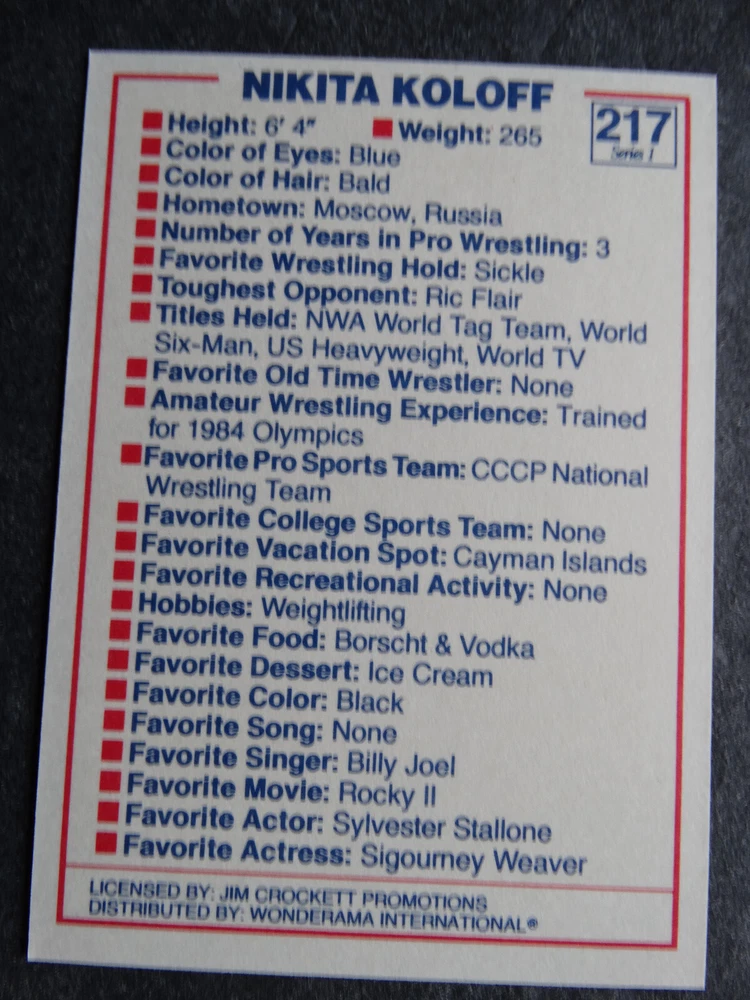 NIKITA KOLOFF
217
Series 1
Height: 6' 4" Weight: 265
Color of Eyes: Blue
Color of Hair: Bald
Hometown: Moscow, Russia
Number of Years in Pro Wrestling: 3
Favorite Wrestling Hold: Sickle
Toughest Opponent: Ric Flair
Titles Held: NWA World Tag Team, World
Six-Man, US Heavyweight, World TV
Favorite Old Time Wrestler: None
Amateur Wrestling Experience: Trained
for 1984 Olympics
Favorite Pro Sports Team: CCCP National
Wrestling Team
Favorite College Sports Team: None
Favorite Vacation Spot: Cayman Islands
Favorite Recreational Activity: None
Hobbies: Weightlifting
Favorite Food: Borscht & Vodka
Favorite Dessert: Ice Cream
Favorite Color: Black
Favorite Song: None
Favorite Singer: Billy Joel
Favorite Movie: Rocky II
Favorite Actor: Sylvester Stallone
Favorite Actress: Sigourney Weaver
LICENSED BY: JIM CROCKETT PROMOTIONS
DISTRIBUTED BY: WONDERAMA INTERNATIONAL®